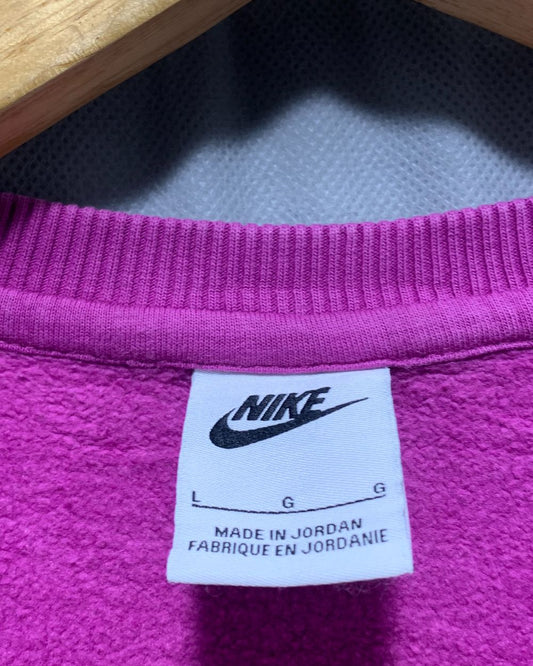 NIKE
L G G
MADE IN JORDAN
FABRIQUE EN JORDANIE